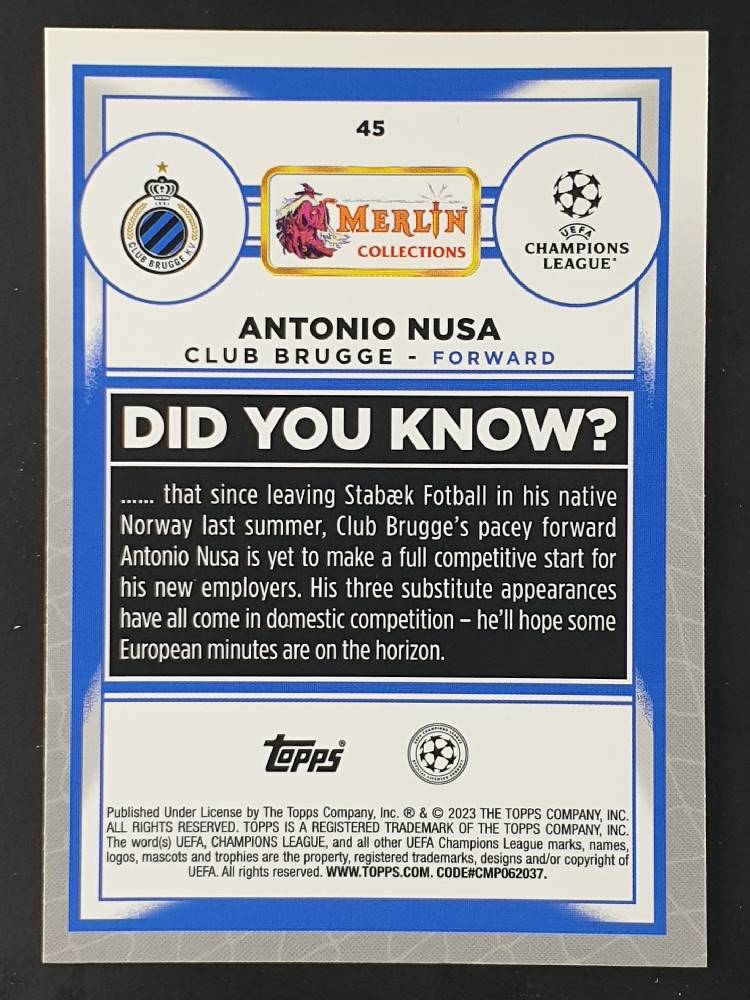 45
CLUB BRUGGE KV
MERLIN
COLLECTIONS
UEFA
CHAMPIONS
LEAGUE®
ANTONIO NUSA
CLUB BRUGGE - FORWARD
DID YOU KNOW?
...... that since leaving Stabæk Fotball in his native
Norway last summer, Club Brugge's pacey forward
Antonio Nusa is yet to make a full competitive start for
his new employers. His three substitute appearances
have all come in domestic competition – he'll hope some
European minutes are on the horizon.
topps®
Published Under License by The Topps Company, Inc. ® & © 2023 THE TOPPS COMPANY, INC.
ALL RIGHTS RESERVED. TOPPS IS A REGISTERED TRADEMARK OF THE TOPPS COMPANY, INC.
The word(s) UEFA, CHAMPIONS LEAGUE, and all other UEFA Champions League marks, names,
logos, mascots and trophies are the property, registered trademarks, designs and/or copyright of
UEFA. All rights reserved. WWW.TOPPS.COM. CODE#CMP062037.